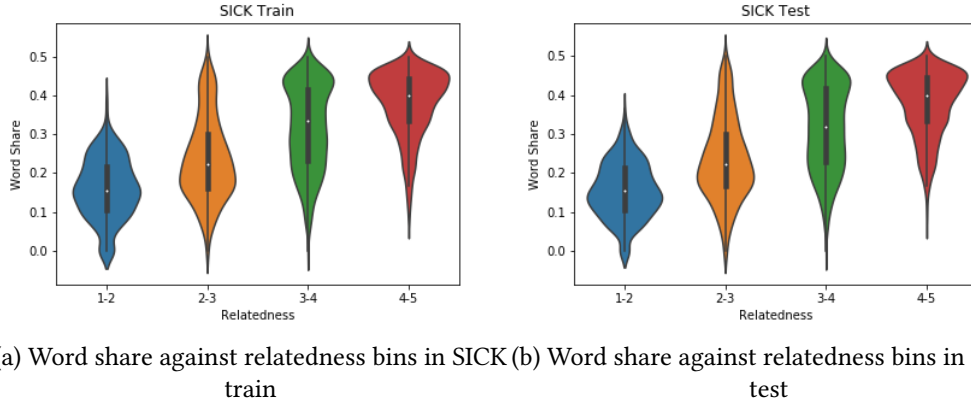 SICK Train
SICK Test
0.5
0.4
0.3
0.2
0.1
0.0
Word Share
1-2
2-3
3-4
4-5
Relatedness
0.5
0.4
0.3
0.2
0.1
0.0
Word Share
1-2
2-3
3-4
4-5
Relatedness
a) Word share against relatedness bins in SICK
train
(b) Word share against relatedness bins in
test